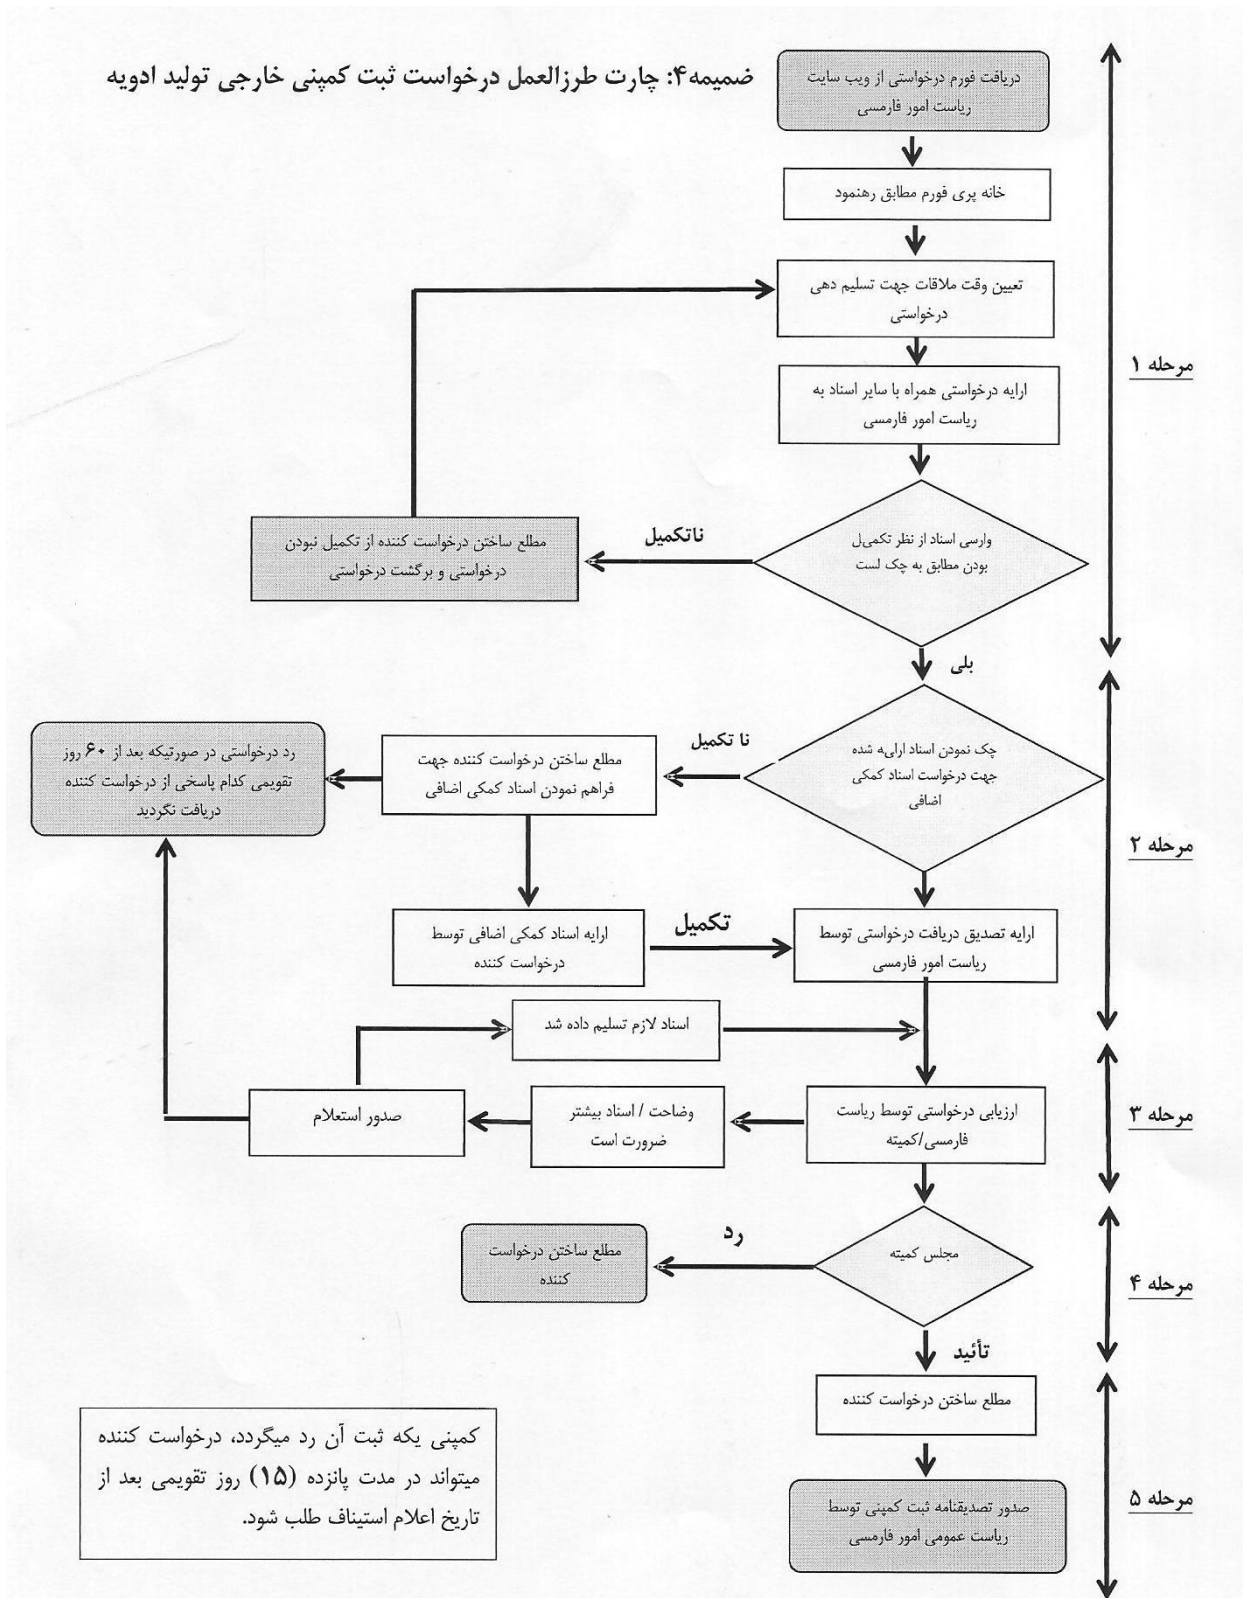 ضمیمه۴: چارت طرزالعمل درخواست ثبت کمپنی خارجی تولید ادویه
دریافت فورم درخواستی از ویب سایت
ریاست امور فارمسی
خانه پری فورم مطابق رهنمود
تعیین وقت ملاقات جهت تسلیم دهی
درخواستی
مرحله ۱
ارایه درخواستی همراه با سایر اسناد به
ریاست امور فارمسی
وارسی اسناد از نظر تکمیل
بودن مطابق به چک لست
ناتکمیل
مطلع ساختن درخواست کننده از تکمیل نبودن
درخواستی و برگشت درخواستی
بلی
چک نمودن اسناد ارایه شده
جهت درخواست اسناد کمکی
اضافی
نا تکمیل
مطلع ساختن درخواست کننده جهت
فراهم نمودن اسناد کمکی اضافی
رد درخواستی در صورتیکه بعد از ۶۰ روز
تقویمی کدام پاسخی از درخواست کننده
دریافت نگردید
مرحله ۲
ارایه تصدیق دریافت درخواستی توسط
ریاست امور فارمسی
تکمیل
ارایه اسناد کمکی اضافی توسط
درخواست کننده
اسناد لازم تسلیم داده شد
مرحله ۳
ارزیابی درخواستی توسط ریاست
فارمسی/کمیته
وضاحت / اسناد بیشتر
ضرورت است
صدور استعلام
مرحله ۴
مجلس کمیته
رد
مطلع ساختن درخواست
کننده
تأئید
مطلع ساختن درخواست کننده
مرحله ۵
صدور تصدیقنامه ثبت کمپنی توسط
ریاست عمومی امور فارمسی
کمپنی یکه ثبت آن رد میگردد، درخواست کننده
میتواند در مدت پانزده (۱۵) روز تقویمی بعد از
تاریخ اعلام استیناف طلب شود.